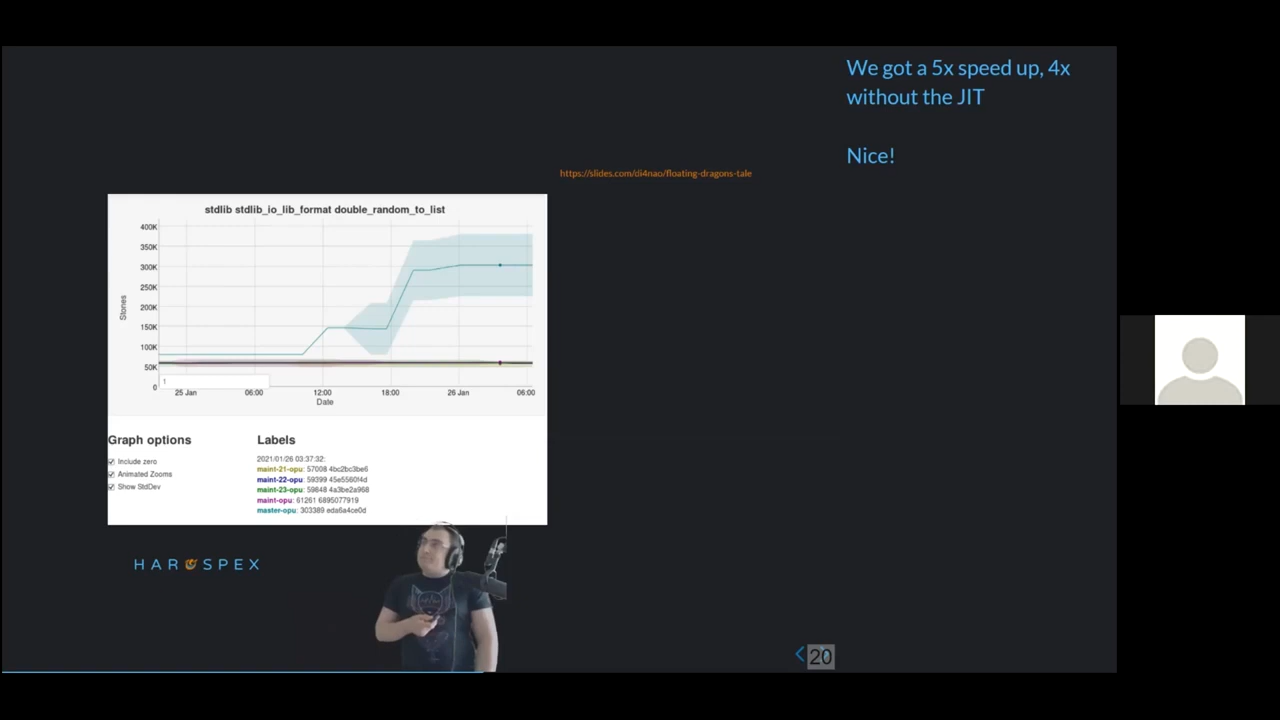 We got a 5x speed up, 4x
without the JIT
Nice!
https://slides.com/di4nao/floating-dragons-tale
stdlib stdlib_io_lib_format double_random_to_list
400K
350K
300K
250K
200K
150K
100K
50K
0
Stones
1
25 Jan 06:00 12:00 18:00 26 Jan 06:00
Date
Graph options
Include zero
Animated Zooms
Show StdDev
Labels
2021/01/26 03:37:32:
maint-21-opu: 57008 4bc2bc3be6
maint-22-opu: 59399 45e5560f4d
maint-23-opu: 59848 4a3be2a968
maint-opu: 61261 6895077919
master-opu: 303389 eda6a4ce0d
HAROSPEX
20